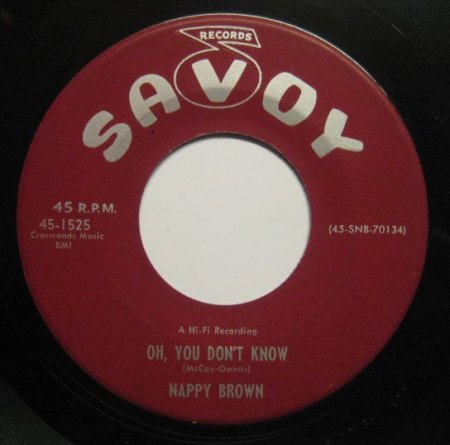 RECORDS
SAVOY
45 R.P.M.
45-1525
Crossroads Music
BMI
(45-SNB-70134)
A Hi-Fi Recording
OH, YOU DON'T KNOW
(McCoy-Owens)
NAPPY BROWN